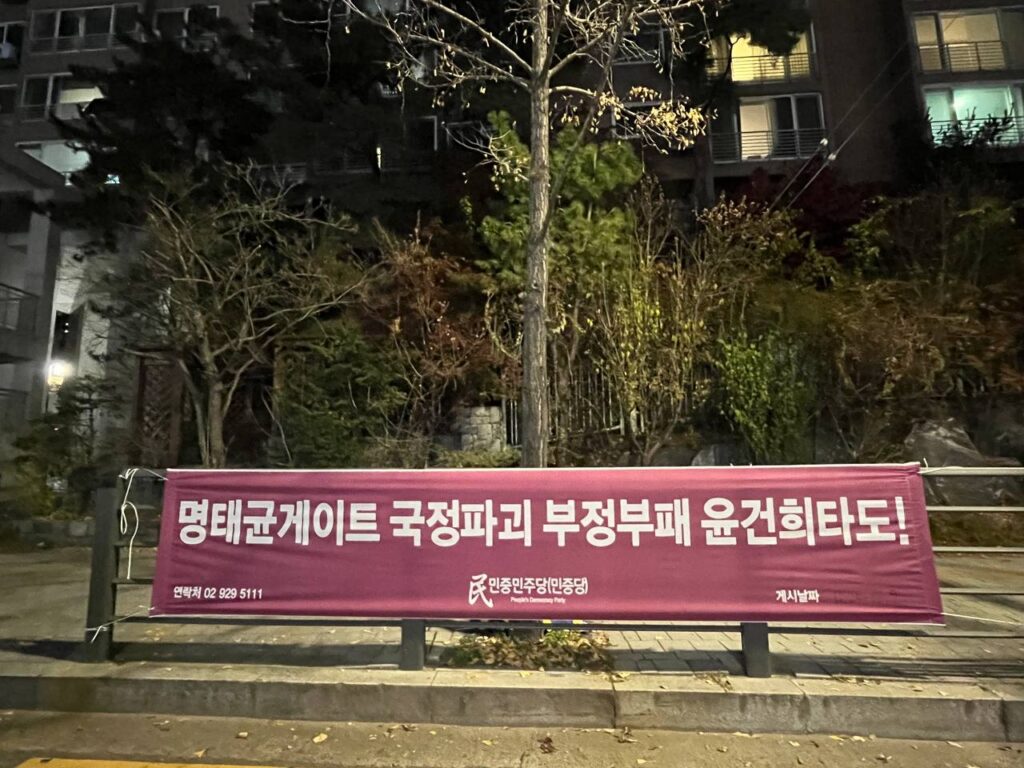 명태균게이트 국정파괴 부정부패 윤건희타도!
연락처 02 929 5111
民 민중민주당(민중당)
People's Democracy Party
게시날짜